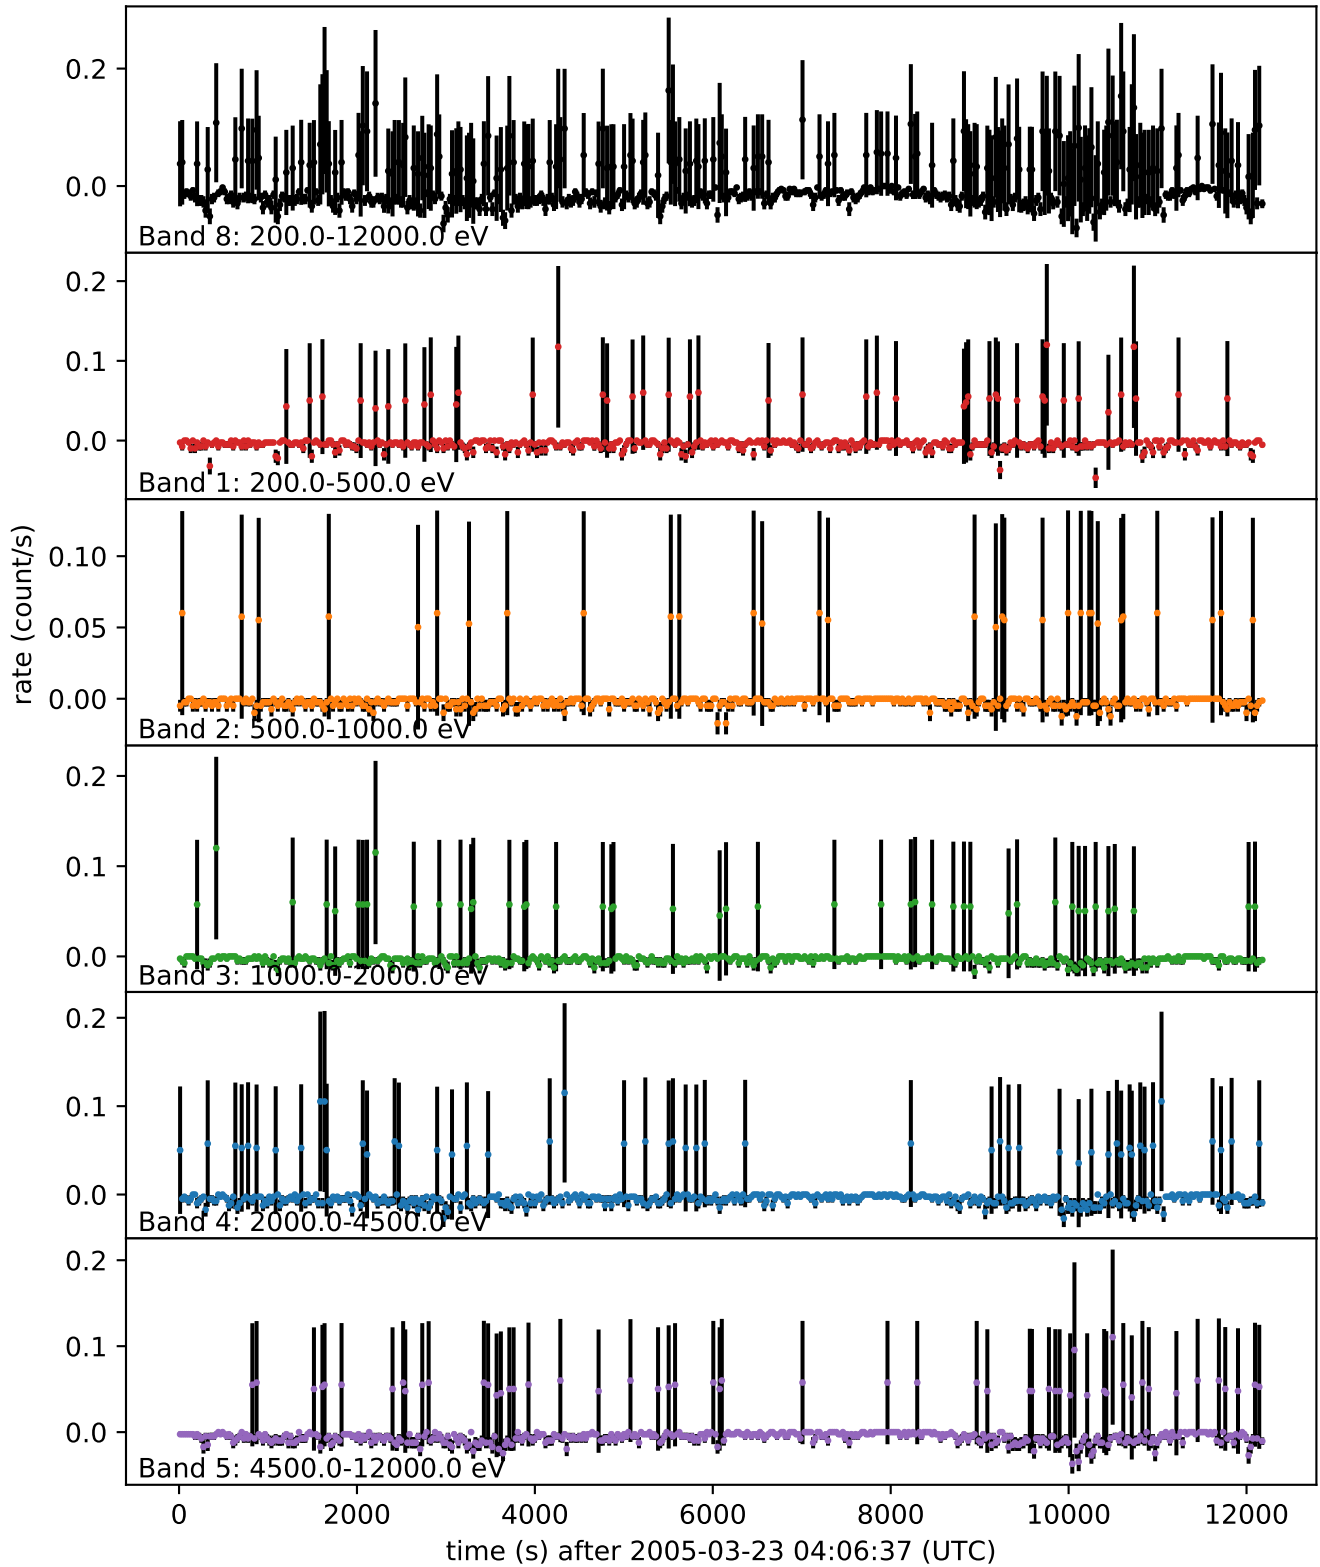 0.2
0.0
Band 8: 200.0-12000.0 eV
0.2
0.1
0.0
Band 1: 200.0-500.0 eV
rate (count/s)
0.10
0.05
0.00
Band 2: 500.0-1000.0 eV
0.2
0.1
0.0
Band 3: 1000.0-2000.0 eV
0.2
0.1
0.0
Band 4: 2000.0-4500.0 eV
0.2
0.1
0.0
Band 5: 4500.0-12000.0 eV
0 2000 4000 6000 8000 10000 12000
time (s) after 2005-03-23 04:06:37 (UTC)